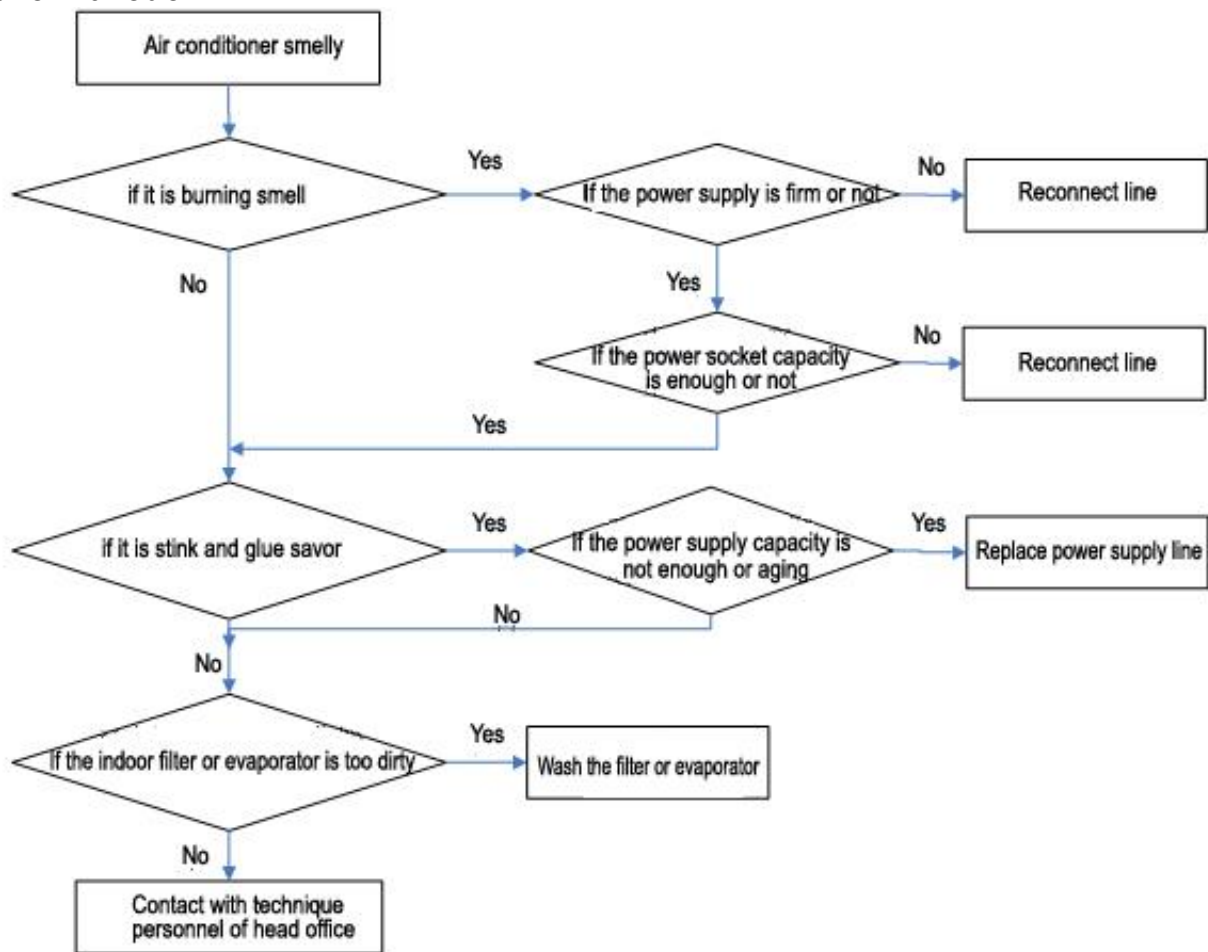 Air conditioner smelly
if it is burning smell
Yes
If the power supply is firm or not
No
Reconnect line
No
Yes
If the power socket capacity
is enough or not
No
Reconnect line
Yes
if it is stink and glue savor
Yes
If the power supply capacity is
not enough or aging
Yes
Replace power supply line
No
No
If the indoor filter or evaporator is too dirty
Yes
Wash the filter or evaporator
No
Contact with technique
personnel of head office